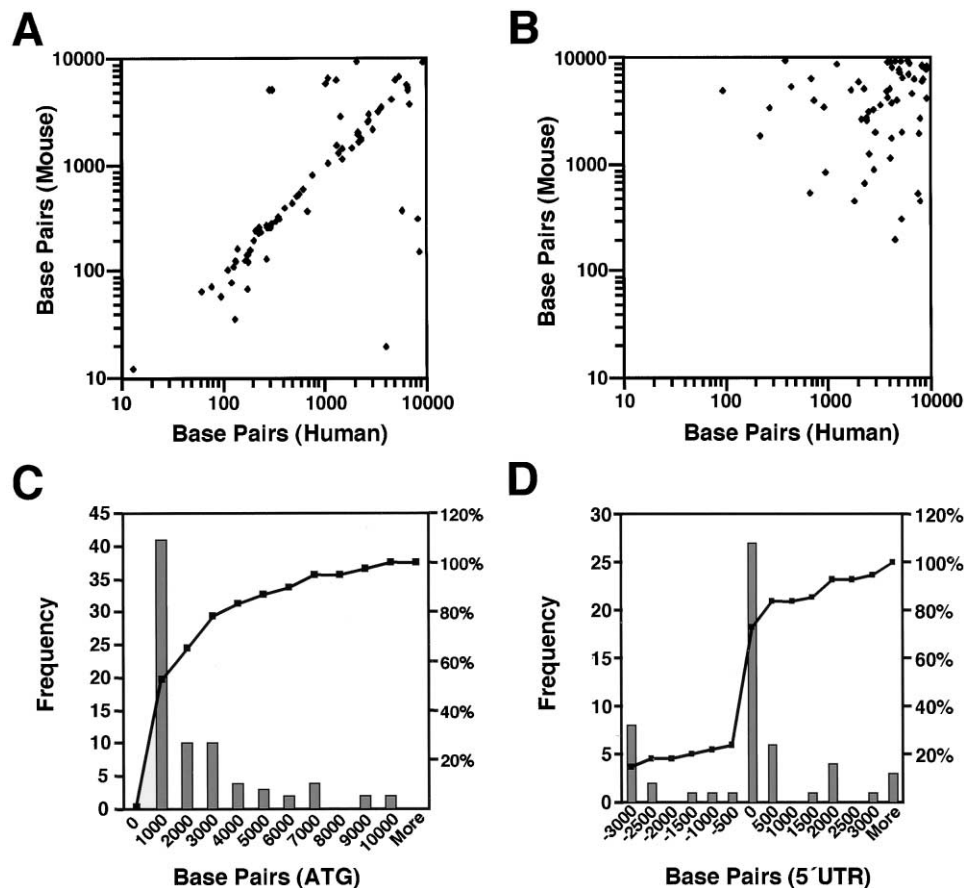 A
10000
1000
100
10
Base Pairs (Mouse)
10 100 1000 10000
Base Pairs (Human)
B
10000
1000
100
10
Base Pairs (Mouse)
10 100 1000 10000
Base Pairs (Human)
C
45
40
35
30
25
20
15
10
5
0
Frequency
120%
100%
80%
60%
40%
20%
0 1000 2000 3000 4000 5000 6000 7000 8000 9000 10000 More
Base Pairs (ATG)
D
30
25
20
15
10
5
0
Frequency
120%
100%
80%
60%
40%
20%
-3000 -2500 -2000 -1500 -1000 -500 0 500 1000 1500 2000 2500 3000 More
Base Pairs (5´UTR)